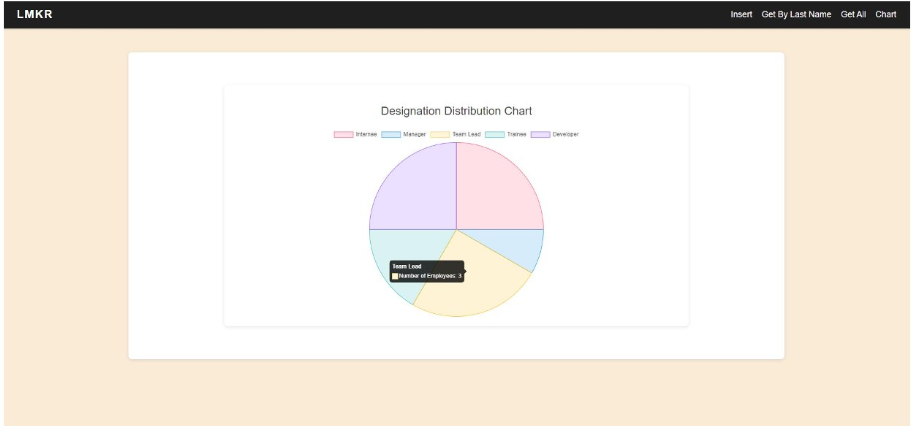 LMKR Insert Get By Last Name Get All Chart
Designation Distribution Chart
Internee Manager Team Lead Trainee Developer
Team Lead
Number of Employees: 3